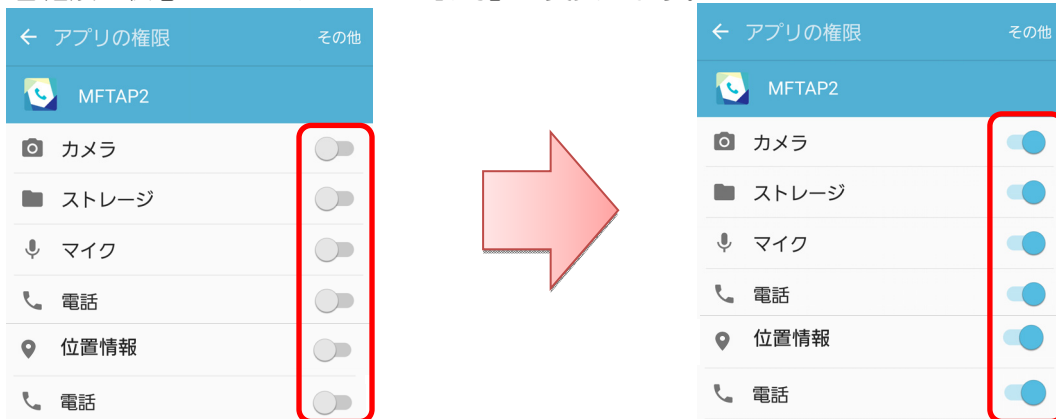 アプリの権限 その他
MFTAP2
カメラ
ストレージ
マイク
電話
位置情報
電話
アプリの権限 その他
MFTAP2
カメラ
ストレージ
マイク
電話
位置情報
電話